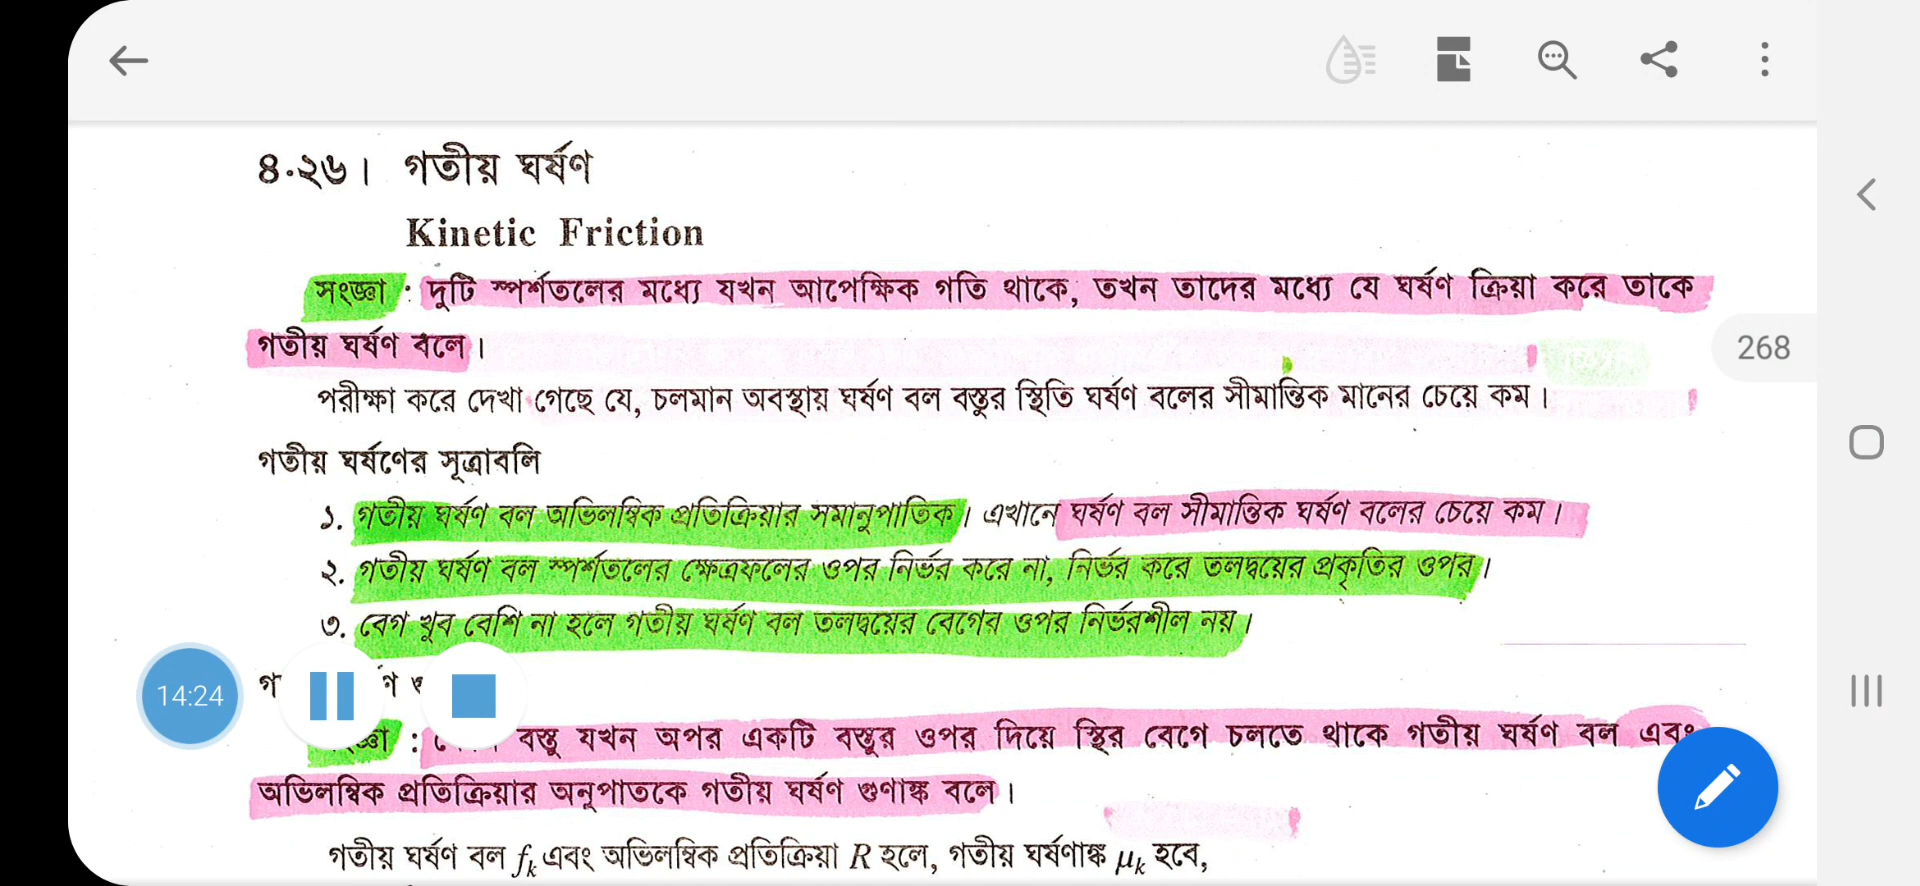 ৪·২৬। গতীয় ঘর্ষণ
Kinetic Friction
সংজ্ঞা : দুটি স্পর্শতলের মধ্যে যখন আপেক্ষিক গতি থাকে, তখন তাদের মধ্যে যে ঘর্ষণ ক্রিয়া করে তাকে
গতীয় ঘর্ষণ বলে।
268
পরীক্ষা করে দেখা গেছে যে, চলমান অবস্থায় ঘর্ষণ বল বস্তুর স্থিতি ঘর্ষণ বলের সীমান্তিক মানের চেয়ে কম।
গতীয় ঘর্ষণের সূত্রাবলি
১. গতীয় ঘর্ষণ বল অভিলম্বিক প্রতিক্রিয়ার সমানুপাতিক। এখানে ঘর্ষণ বল সীমান্তিক ঘর্ষণ বলের চেয়ে কম।
২. গতীয় ঘর্ষণ বল স্পর্শতলের ক্ষেত্রফলের ওপর নির্ভর করে না, নির্ভর করে তলদ্বয়ের প্রকৃতির ওপর।
৩. বেগ খুব বেশি না হলে গতীয় ঘর্ষণ বল তলদ্বয়ের বেগের ওপর নির্ভরশীল নয়।
14:24
: বস্তু যখন অপর একটি বস্তুর ওপর দিয়ে স্থির বেগে চলতে থাকে গতীয় ঘর্ষণ বল এবং
অভিলম্বিক প্রতিক্রিয়ার অনুপাতকে গতীয় ঘর্ষণ গুণাঙ্ক বলে।
গতীয় ঘর্ষণ বল f_k এবং অভিলম্বিক প্রতিক্রিয়া R হলে, গতীয় ঘর্ষণাঙ্ক μ_k হবে,